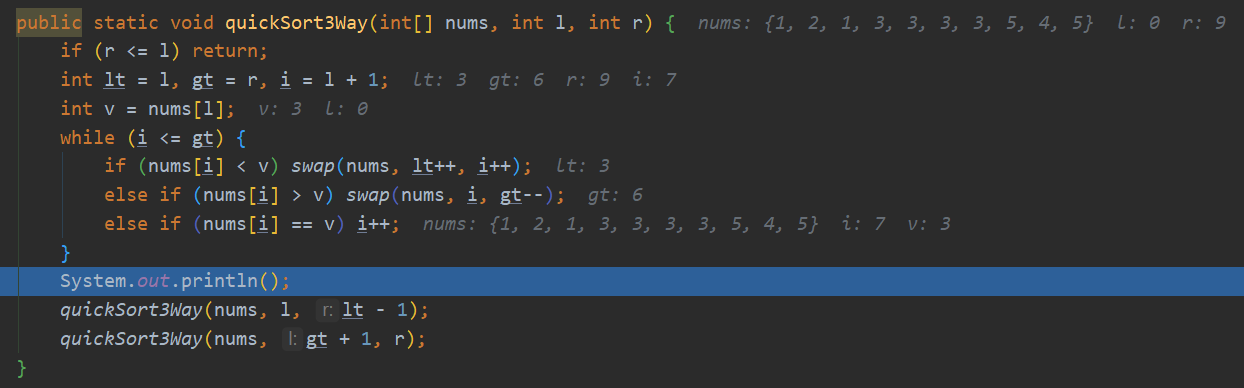 public static void quickSort3Way(int[] nums, int l, int r) {  nums: {1, 2, 1, 3, 3, 3, 3, 5, 4, 5}  l: 0  r: 9
    if (r <= l) return;
    int lt = l, gt = r, i = l + 1;  lt: 3  gt: 6  r: 9  i: 7
    int v = nums[l];  v: 3  l: 0
    while (i <= gt) {
        if (nums[i] < v) swap(nums, lt++, i++);  lt: 3
        else if (nums[i] > v) swap(nums, i, gt--);  gt: 6
        else if (nums[i] == v) i++;  nums: {1, 2, 1, 3, 3, 3, 3, 5, 4, 5}  i: 7  v: 3
    }
    System.out.println();
    quickSort3Way(nums, l, r: lt - 1);
    quickSort3Way(nums, l: gt + 1, r);
}